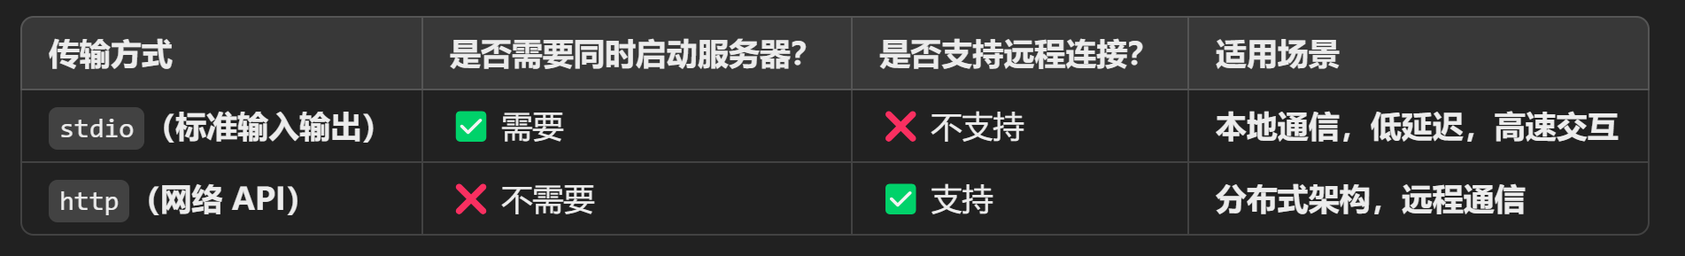 传输方式 是否需要同时启动服务器？ 是否支持远程连接？ 适用场景
stdio（标准输入输出） ✅ 需要 ❌ 不支持 本地通信，低延迟，高速交互
http（网络 API） ❌ 不需要 ✅ 支持 分布式架构，远程通信